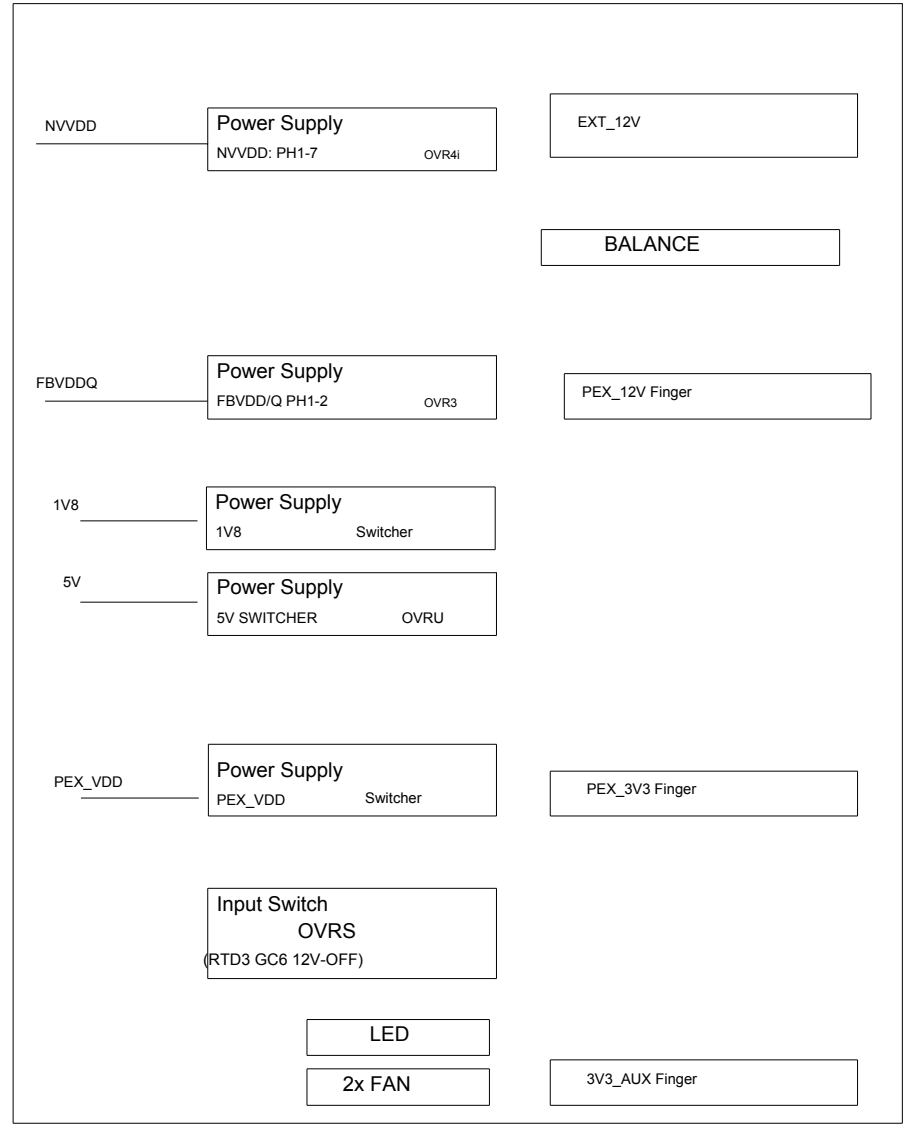 NVVDD
Power Supply
NVVDD: PH1-7 OVR4i
EXT_12V
BALANCE
FBVDDQ
Power Supply
FBVDD/Q PH1-2 OVR3
PEX_12V Finger
1V8
Power Supply
1V8 Switcher
5V
Power Supply
5V SWITCHER OVRU
PEX_VDD
Power Supply
PEX_VDD Switcher
PEX_3V3 Finger
Input Switch
OVRS
(RTD3 GC6 12V-OFF)
LED
2x FAN
3V3_AUX Finger